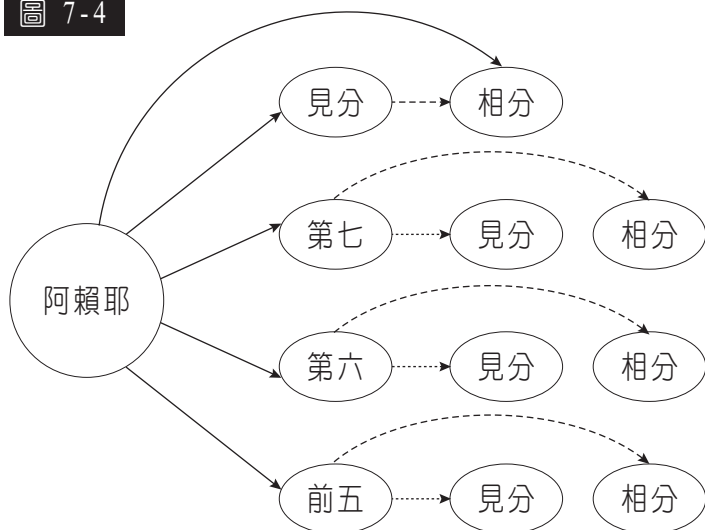 圖 7-4
見分 相分
第七 見分 相分
阿賴耶
第六 見分 相分
前五 見分 相分